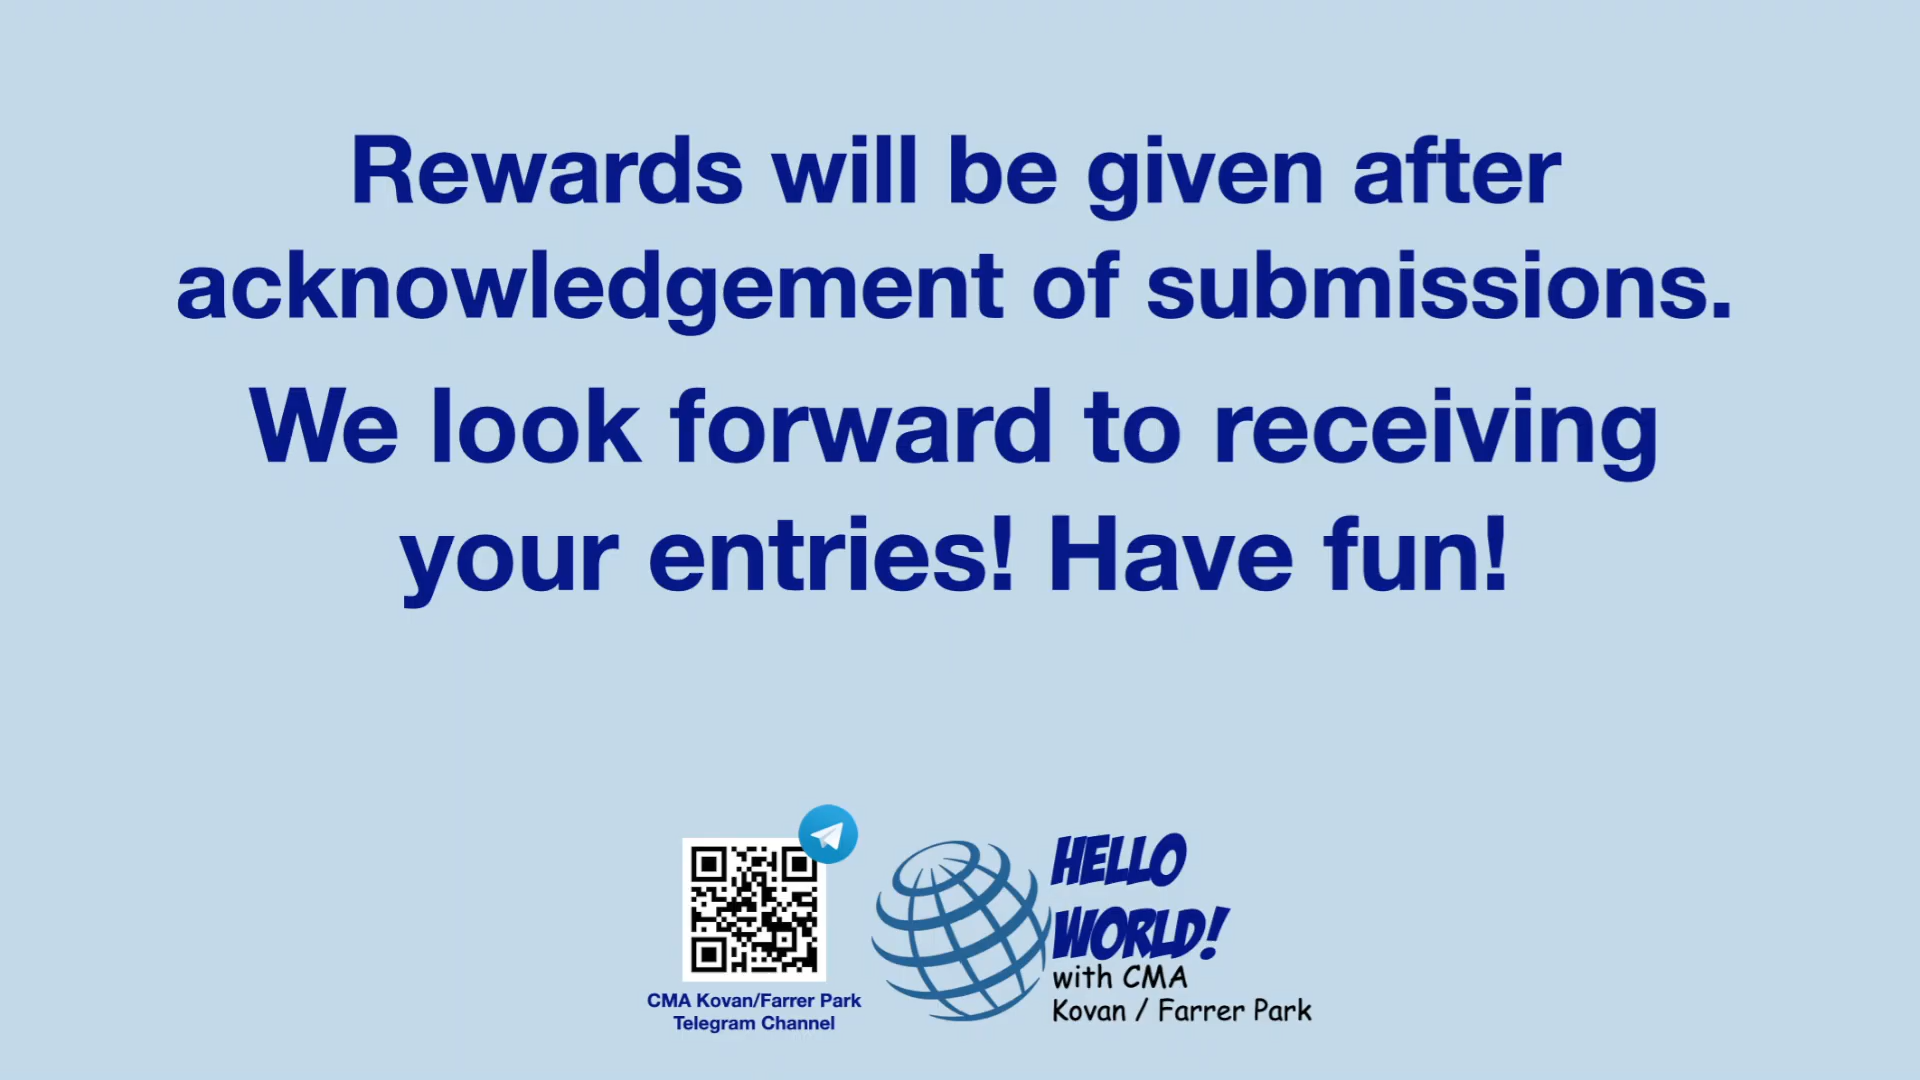 Rewards will be given after
acknowledgement of submissions.
We look forward to receiving
your entries! Have fun!
HELLO
WORLD!
with CMA
Kovan / Farrer Park
CMA Kovan/Farrer Park
Telegram Channel